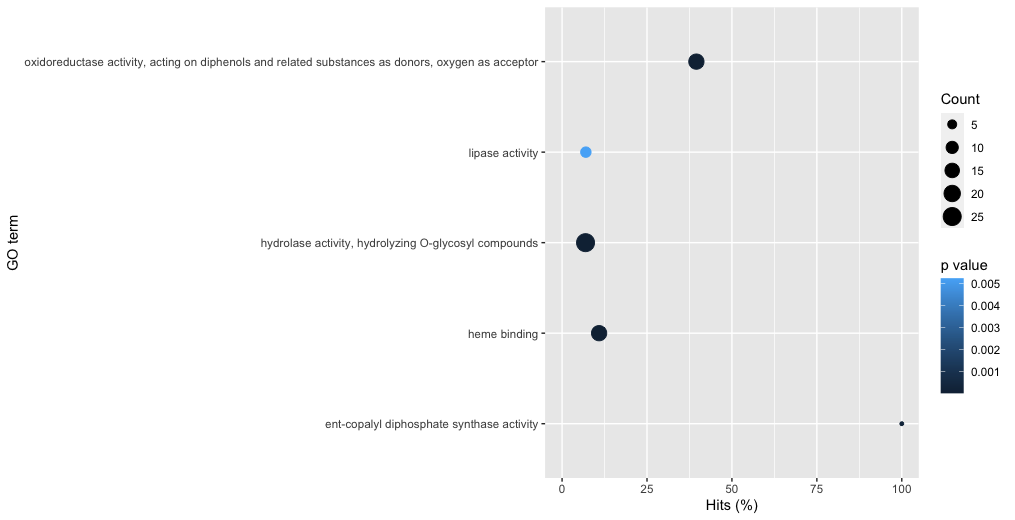 oxidoreductase activity, acting on diphenols and related substances as donors, oxygen as acceptor
lipase activity
hydrolase activity, hydrolyzing O-glycosyl compounds
heme binding
ent-copalyl diphosphate synthase activity
GO term
0 25 50 75 100
Hits (%)
Count
5
10
15
20
25
p value
0.005
0.004
0.003
0.002
0.001